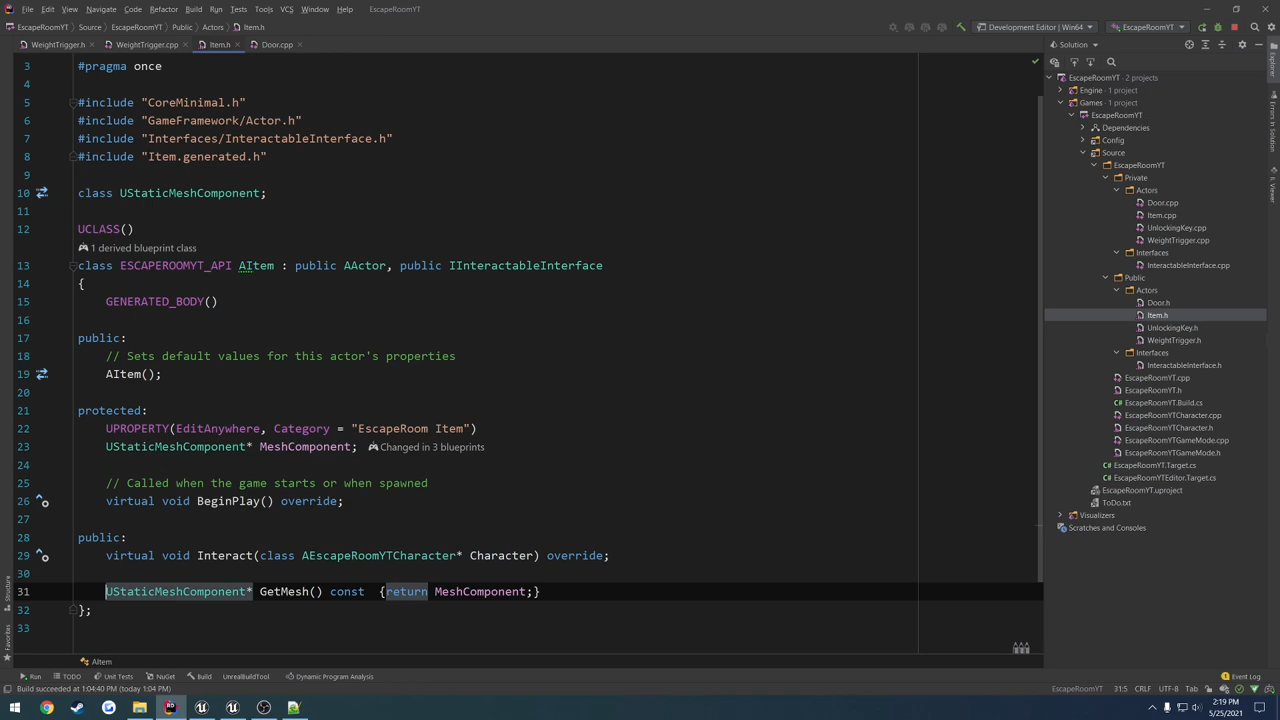 File Edit View Navigate Code Refactor Build Run Tests Tools VCS Window Help EscapeRoomYT
EscapeRoomYT Source EscapeRoomYT Public Actors Item.h
Development Editor | Win64 EscapeRoomYT
WeightTrigger.h WeightTrigger.cpp Item.h Door.cpp
Solution
3 #pragma once
4
5 #include "CoreMinimal.h"
6 #include "GameFramework/Actor.h"
7 #include "Interfaces/InteractableInterface.h"
8 #include "Item.generated.h"
9
10 class UStaticMeshComponent;
11
12 UCLASS()
1 derived blueprint class
13 class ESCAPEROOMYT_API AItem : public AActor, public IInteractableInterface
14 {
15 GENERATED_BODY()
16
17 public:
18 // Sets default values for this actor's properties
19 AItem();
20
21 protected:
22 UPROPERTY(EditAnywhere, Category = "EscapeRoom Item")
23 UStaticMeshComponent* MeshComponent; Changed in 3 blueprints
24
25 // Called when the game starts or when spawned
26 virtual void BeginPlay() override;
27
28 public:
29 virtual void Interact(class AEscapeRoomYTCharacter* Character) override;
30
31 UStaticMeshComponent* GetMesh() const {return MeshComponent;}
32 };
33
AItem
EscapeRoomYT 2 projects
Engine 1 project
Games 1 project
EscapeRoomYT
Dependencies
Config
Source
EscapeRoomYT
Private
Actors
Door.cpp
Item.cpp
UnlockingKey.cpp
WeightTrigger.cpp
Interfaces
InteractableInterface.cpp
Public
Actors
Door.h
Item.h
UnlockingKey.h
WeightTrigger.h
Interfaces
InteractableInterface.h
EscapeRoomYT.cpp
EscapeRoomYT.h
EscapeRoomYT.Build.cs
EscapeRoomYTCharacter.cpp
EscapeRoomYTCharacter.h
EscapeRoomYTGameMode.cpp
EscapeRoomYTGameMode.h
EscapeRoomYT.Target.cs
EscapeRoomYTEditor.Target.cs
EscapeRoomYT.uproject
ToDo.txt
Visualizers
Scratches and Consoles
Explorer
Errors In Solution
IL Viewer
Structure
Favorites
Run TODO Unit Tests NuGet Build UnrealBuildTool Dynamic Program Analysis Event Log
Build succeeded at 1:04:40 PM (today 1:04 PM) EscapeRoomYT 31:5 CRLF UTF-8 Tab
2:19 PM
5/25/2021